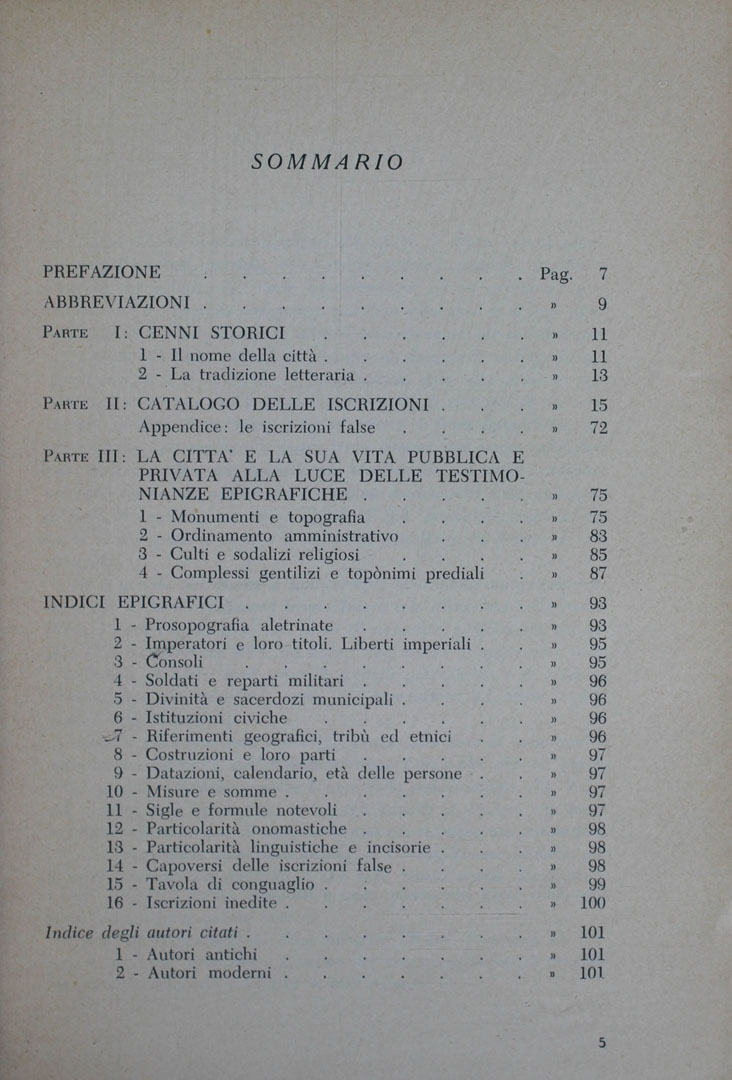 SOMMARIO
PREFAZIONE . . . . . . . . . Pag. 7
ABBREVIAZIONI . . . . . . . . . » 9
PARTE I: CENNI STORICI . . . . . . » 11
1 - Il nome della città . . . . . . » 11
2 - La tradizione letteraria . . . . . » 13
PARTE II: CATALOGO DELLE ISCRIZIONI . . . » 15
Appendice: le iscrizioni false . . . . » 72
PARTE III: LA CITTA' E LA SUA VITA PUBBLICA E
PRIVATA ALLA LUCE DELLE TESTIMO-
NIANZE EPIGRAFICHE . . . . . » 75
1 - Monumenti e topografia . . . . » 75
2 - Ordinamento amministrativo . . . » 83
3 - Culti e sodalizi religiosi . . . . » 85
4 - Complessi gentilizi e topònimi prediali . » 87
INDICI EPIGRAFICI . . . . . . . . » 93
1 - Prosopografia aletrinate . . . . . » 93
2 - Imperatori e loro titoli. Liberti imperiali . . » 95
3 - Consoli . . . . . . . . » 95
4 - Soldati e reparti militari . . . . . » 96
5 - Divinità e sacerdozi municipali . . . . » 96
6 - Istituzioni civiche . . . . . . » 96
7 - Riferimenti geografici, tribù ed etnici . . » 96
8 - Costruzioni e loro parti . . . . . » 97
9 - Datazioni, calendario, età delle persone . . » 97
10 - Misure e somme . . . . . . . » 97
11 - Sigle e formule notevoli . . . . . » 97
12 - Particolarità onomastiche . . . . . » 98
13 - Particolarità linguistiche e incisorie . . . » 98
14 - Capoversi delle iscrizioni false . . . . » 98
15 - Tavola di conguaglio . . . . . . » 99
16 - Iscrizioni inedite . . . . . . . » 100
Indice degli autori citati . . . . . . . . » 101
1 - Autori antichi . . . . . . . » 101
2 - Autori moderni . . . . . . . » 101
5